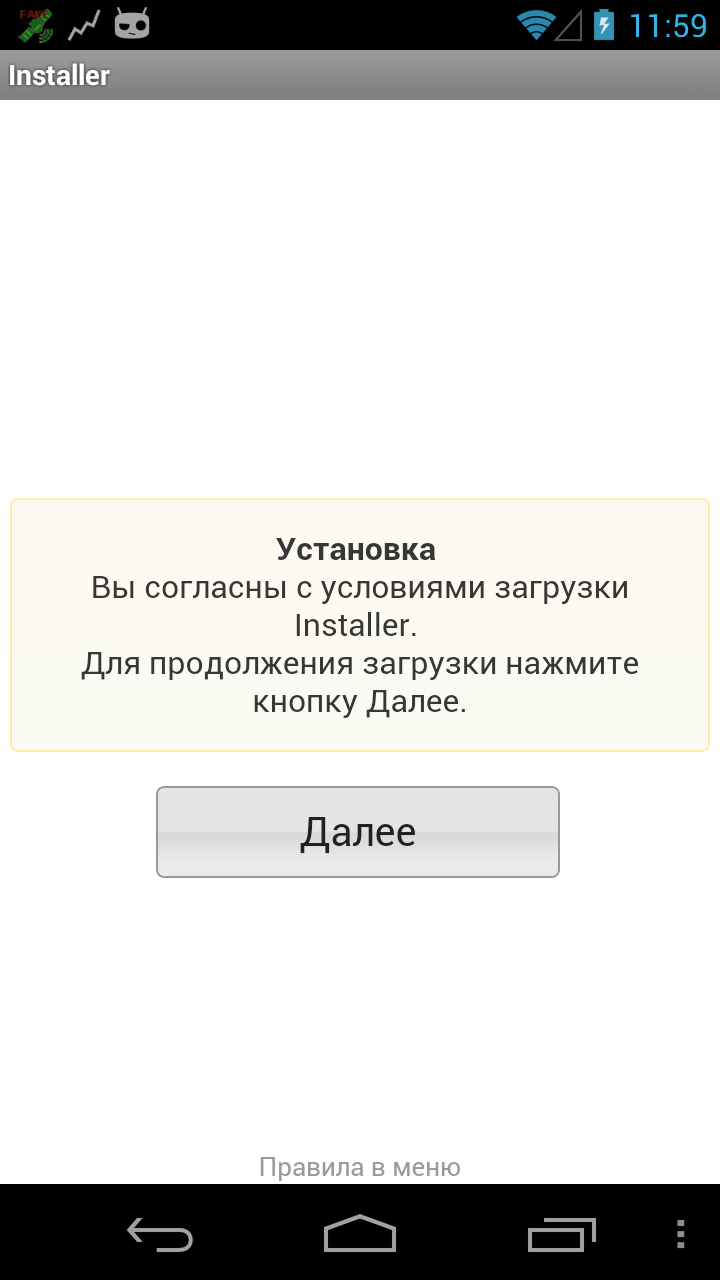 FAKE
11:59
Installer
Установка
Вы согласны с условиями загрузки
Installer.
Для продолжения загрузки нажмите
кнопку Далее.
Далее
Правила в меню